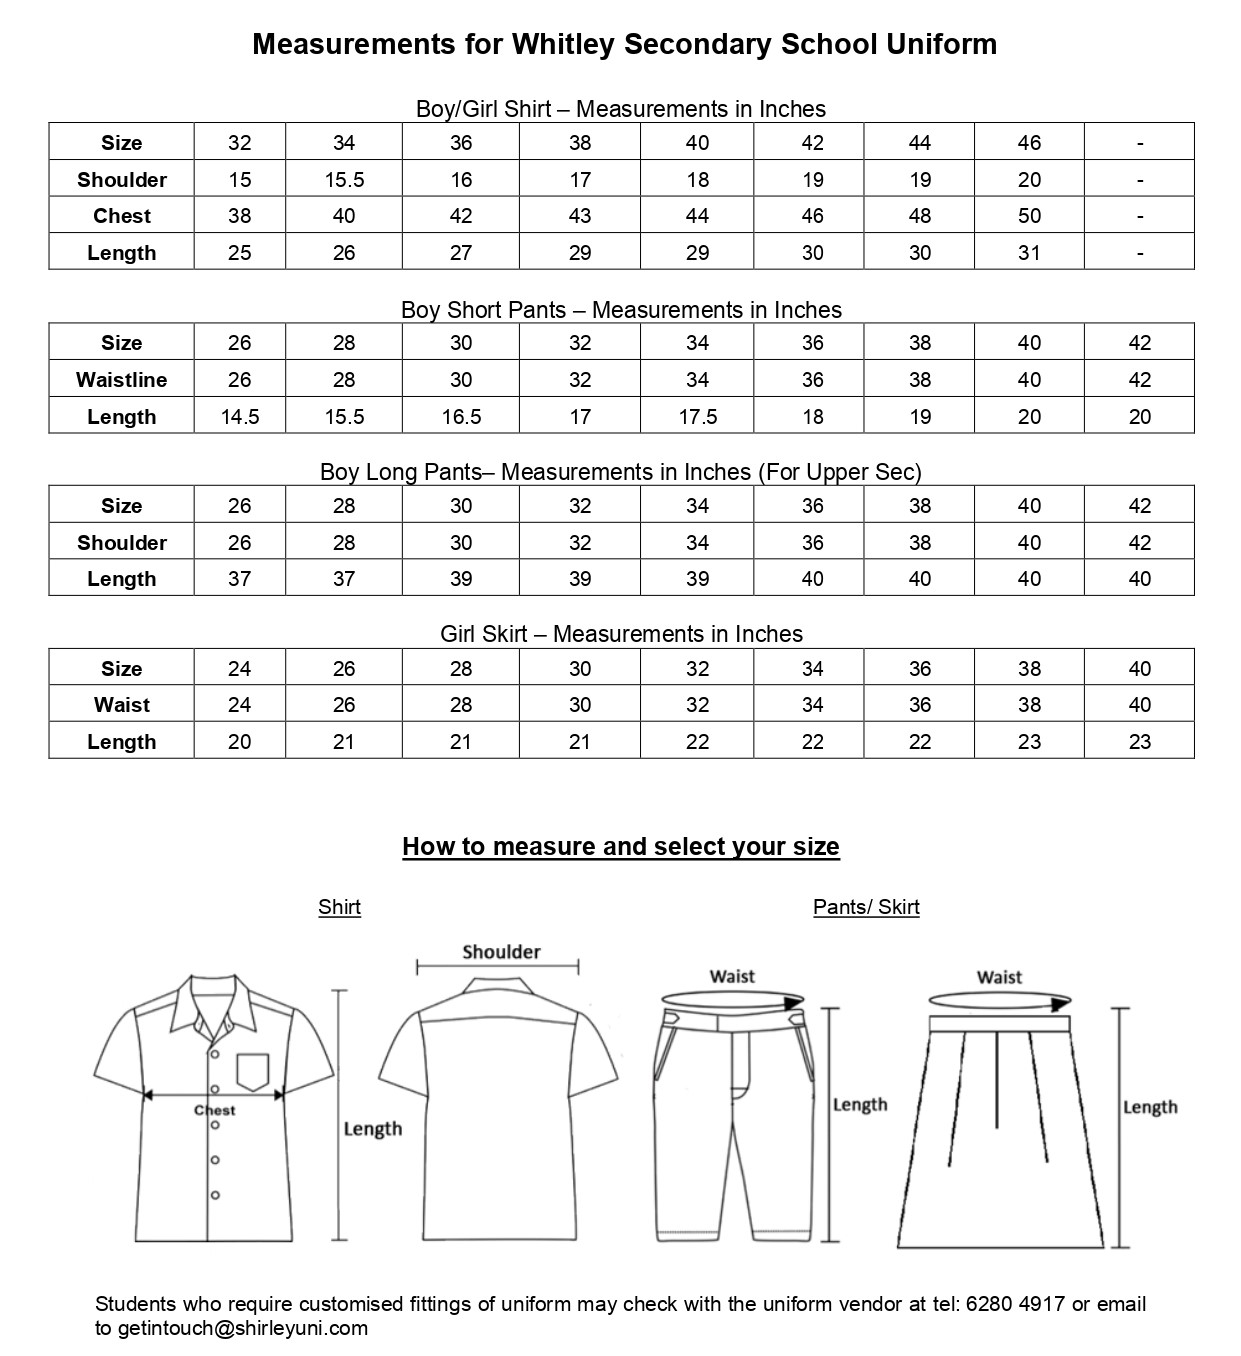 Measurements for Whitley Secondary School Uniform
Boy/Girl Shirt – Measurements in Inches
Size 32 34 36 38 40 42 44 46 -
Shoulder 15 15.5 16 17 18 19 19 20 -
Chest 38 40 42 43 44 46 48 50 -
Length 25 26 27 29 29 30 30 31 -
Boy Short Pants – Measurements in Inches
Size 26 28 30 32 34 36 38 40 42
Waistline 26 28 30 32 34 36 38 40 42
Length 14.5 15.5 16.5 17 17.5 18 19 20 20
Boy Long Pants– Measurements in Inches (For Upper Sec)
Size 26 28 30 32 34 36 38 40 42
Shoulder 26 28 30 32 34 36 38 40 42
Length 37 37 39 39 39 40 40 40 40
Girl Skirt – Measurements in Inches
Size 24 26 28 30 32 34 36 38 40
Waist 24 26 28 30 32 34 36 38 40
Length 20 21 21 21 22 22 22 23 23
How to measure and select your size
Shirt
Pants/ Skirt
Chest
Length
Shoulder
Waist
Length
Waist
Length
Students who require customised fittings of uniform may check with the uniform vendor at tel: 6280 4917 or email
to getintouch@shirleyuni.com